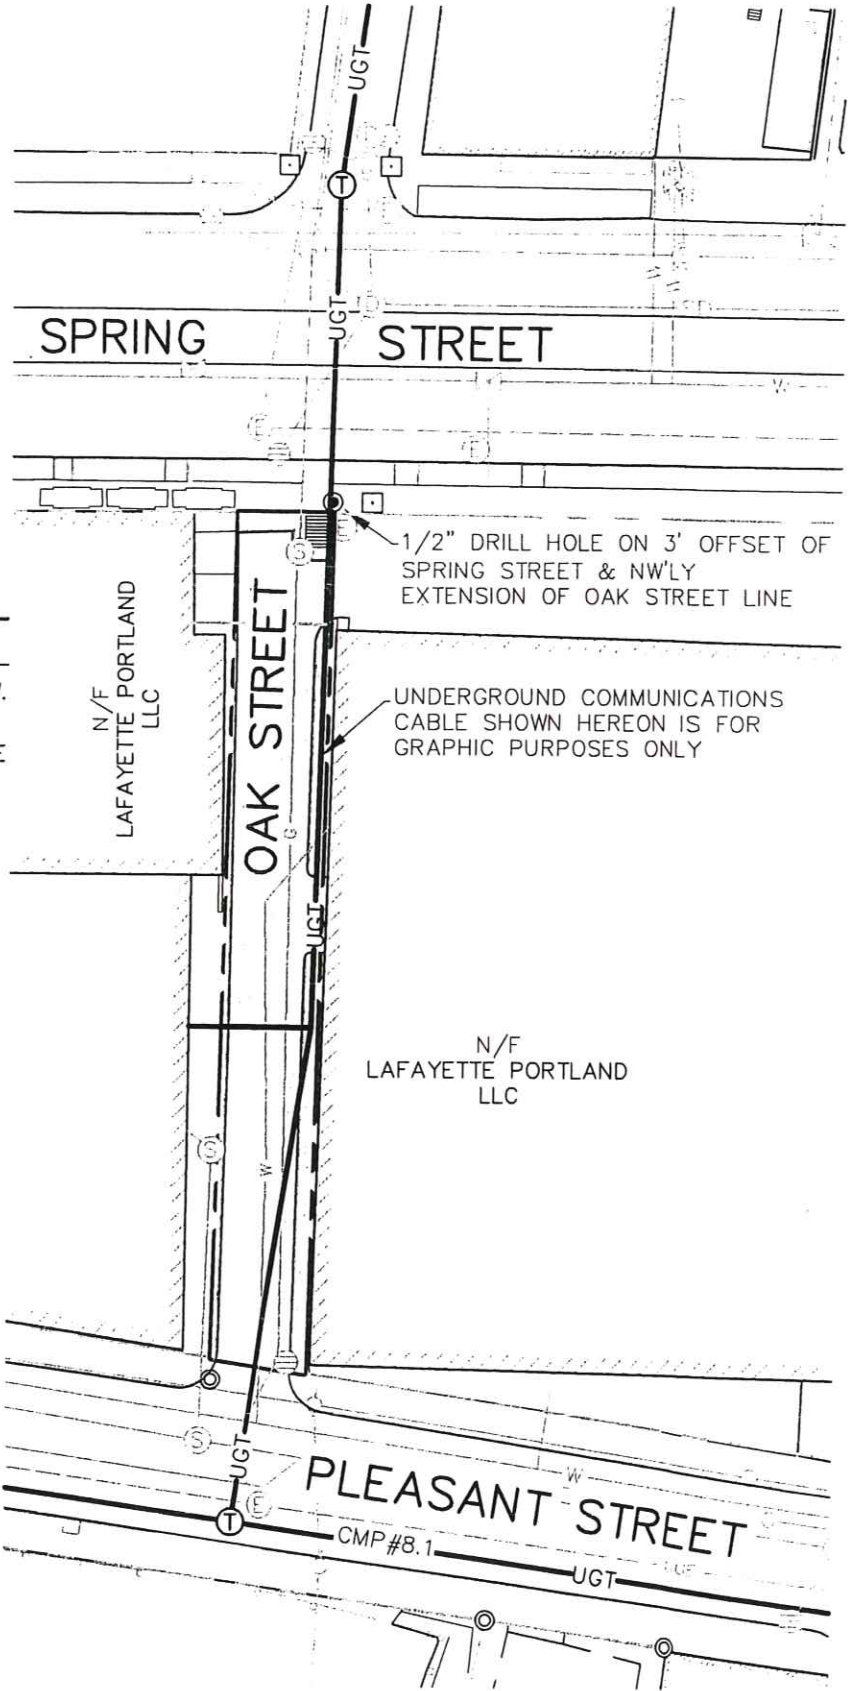 UGT
T
UGT
SPRING STREET
W
W
W
E
E
1/2" DRILL HOLE ON 3' OFFSET OF
SPRING STREET & NW'LY
EXTENSION OF OAK STREET LINE
S
E
N/F
LAFAYETTE PORTLAND
LLC
OAK STREET
UNDERGROUND COMMUNICATIONS
CABLE SHOWN HEREON IS FOR
GRAPHIC PURPOSES ONLY
G
UGT
N/F
LAFAYETTE PORTLAND
LLC
S
W
S
UGT
E
T
PLEASANT STREET
W
CMP#8.1
UGT